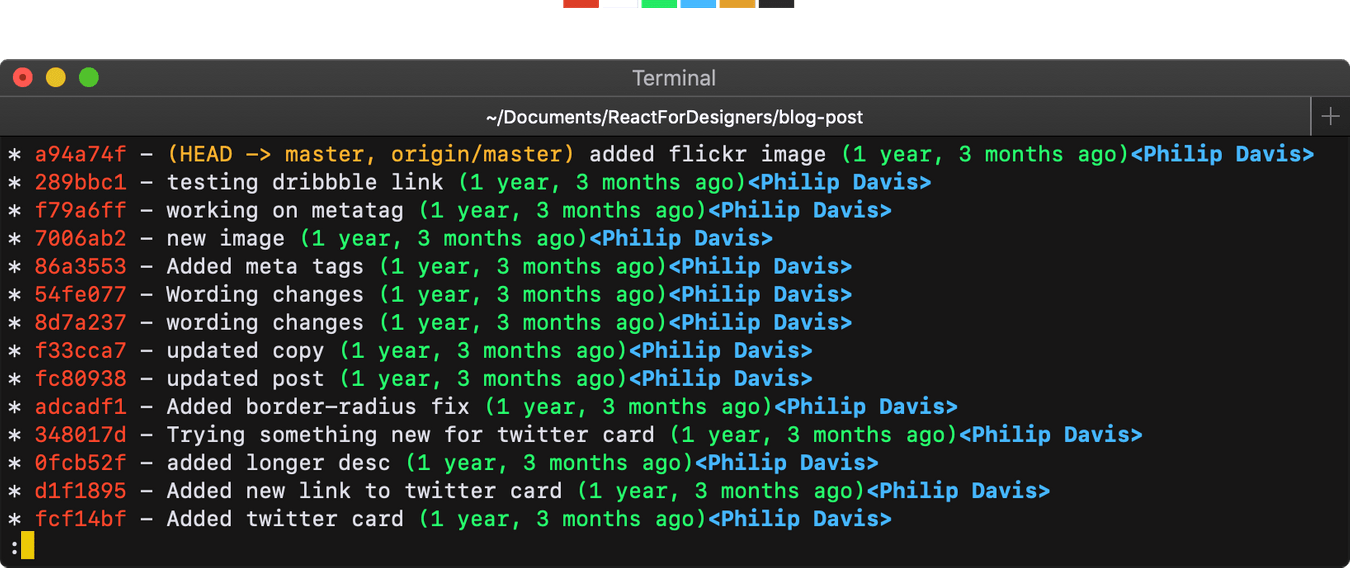 Terminal
~/Documents/ReactForDesigners/blog-post
* a94a74f - (HEAD -> master, origin/master) added flickr image (1 year, 3 months ago)<Philip Davis>
* 289bbc1 - testing dribbble link (1 year, 3 months ago)<Philip Davis>
* f79a6ff - working on metatag (1 year, 3 months ago)<Philip Davis>
* 7006ab2 - new image (1 year, 3 months ago)<Philip Davis>
* 86a3553 - Added meta tags (1 year, 3 months ago)<Philip Davis>
* 54fe077 - Wording changes (1 year, 3 months ago)<Philip Davis>
* 8d7a237 - wording changes (1 year, 3 months ago)<Philip Davis>
* f33cca7 - updated copy (1 year, 3 months ago)<Philip Davis>
* fc80938 - updated post (1 year, 3 months ago)<Philip Davis>
* adcadf1 - Added border-radius fix (1 year, 3 months ago)<Philip Davis>
* 348017d - Trying something new for twitter card (1 year, 3 months ago)<Philip Davis>
* 0fcb52f - added longer desc (1 year, 3 months ago)<Philip Davis>
* d1f1895 - Added new link to twitter card (1 year, 3 months ago)<Philip Davis>
* fcf14bf - Added twitter card (1 year, 3 months ago)<Philip Davis>
: